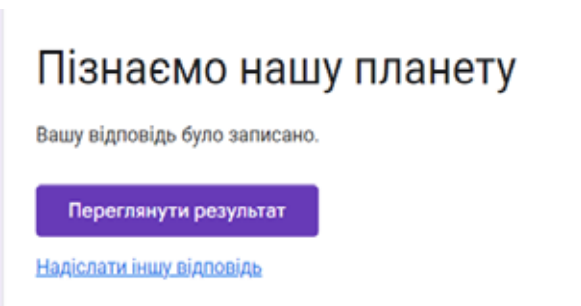 Пізнаємо нашу планету
Вашу відповідь було записано.
Переглянути результат
Надіслати іншу відповідь